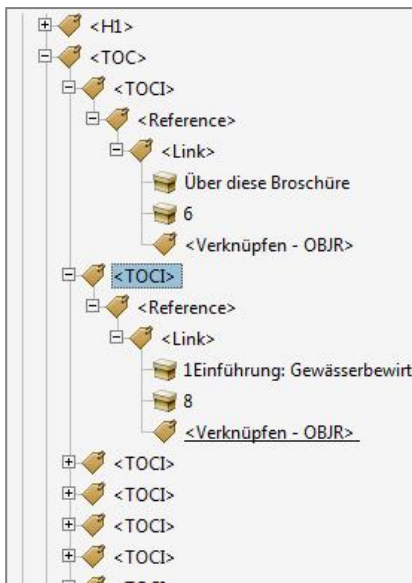 <H1>
<TOC>
<TOCI>
<Reference>
<Link>
Über diese Broschüre
6
<Verknüpfen - OBJR>
<TOCI>
<Reference>
<Link>
1Einführung: Gewässerbewirt
8
<Verknüpfen - OBJR>
<TOCI>
<TOCI>
<TOCI>
<TOCI>
<TOCI>